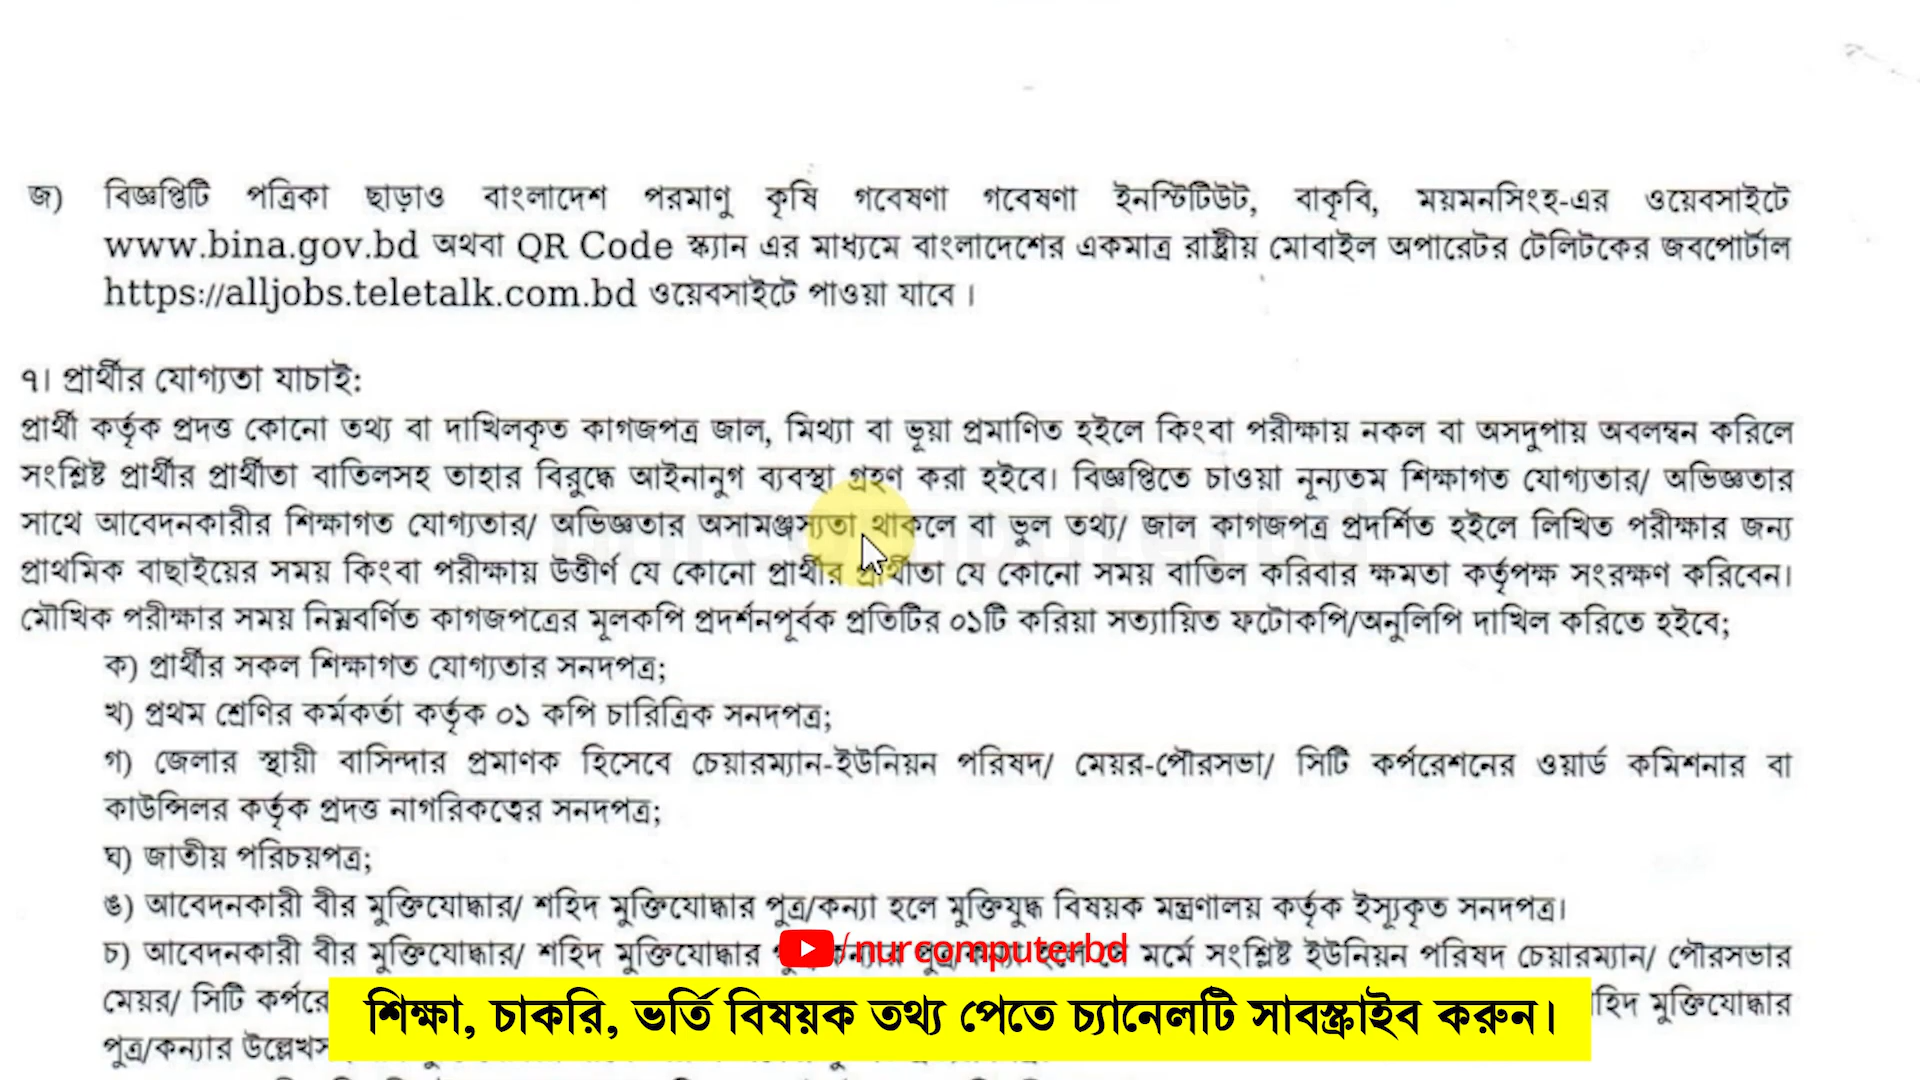 জ) বিজ্ঞপ্তিটি পত্রিকা ছাড়াও বাংলাদেশ পরমাণু কৃষি গবেষণা গবেষণা ইনস্টিটিউট, বাকৃবি, ময়মনসিংহ-এর ওয়েবসাইটে
www.bina.gov.bd অথবা QR Code স্ক্যান এর মাধ্যমে বাংলাদেশের একমাত্র রাষ্ট্রীয় মোবাইল অপারেটর টেলিটকের জবপোর্টাল
https://alljobs.teletalk.com.bd ওয়েবসাইটে পাওয়া যাবে ।
৭। প্রার্থীর যোগ্যতা যাচাই:
প্রার্থী কর্তৃক প্রদত্ত কোনো তথ্য বা দাখিলকৃত কাগজপত্র জাল, মিথ্যা বা ভূয়া প্রমাণিত হইলে কিংবা পরীক্ষায় নকল বা অসদুপায় অবলম্বন করিলে
সংশ্লিষ্ট প্রার্থীর প্রার্থীতা বাতিলসহ তাহার বিরুদ্ধে আইনানুগ ব্যবস্থা গ্রহণ করা হইবে। বিজ্ঞপ্তিতে চাওয়া নূন্যতম শিক্ষাগত যোগ্যতার/ অভিজ্ঞতার
সাথে আবেদনকারীর শিক্ষাগত যোগ্যতার/ অভিজ্ঞতার অসামঞ্জস্যতা থাকলে বা ভুল তথ্য/ জাল কাগজপত্র প্রদর্শিত হইলে লিখিত পরীক্ষার জন্য
প্রাথমিক বাছাইয়ের সময় কিংবা পরীক্ষায় উত্তীর্ণ যে কোনো প্রার্থীর প্রার্থীতা যে কোনো সময় বাতিল করিবার ক্ষমতা কর্তৃপক্ষ সংরক্ষণ করিবেন।
মৌখিক পরীক্ষার সময় নিম্নবর্ণিত কাগজপত্রের মূলকপি প্রদর্শনপূর্বক প্রতিটির ০১টি করিয়া সত্যায়িত ফটোকপি/অনুলিপি দাখিল করিতে হইবে;
ক) প্রার্থীর সকল শিক্ষাগত যোগ্যতার সনদপত্র;
খ) প্রথম শ্রেণির কর্মকর্তা কর্তৃক ০১ কপি চারিত্রিক সনদপত্র;
গ) জেলার স্থায়ী বাসিন্দার প্রমাণক হিসেবে চেয়ারম্যান-ইউনিয়ন পরিষদ/ মেয়র-পৌরসভা/ সিটি কর্পরেশনের ওয়ার্ড কমিশনার বা
কাউন্সিলর কর্তৃক প্রদত্ত নাগরিকত্বের সনদপত্র;
ঘ) জাতীয় পরিচয়পত্র;
ঙ) আবেদনকারী বীর মুক্তিযোদ্ধার/ শহিদ মুক্তিযোদ্ধার পুত্র/কন্যা হলে মুক্তিযুদ্ধ বিষয়ক মন্ত্রণালয় কর্তৃক ইস্যূকৃত সনদপত্র।
চ) আবেদনকারী বীর মুক্তিযোদ্ধার/ শহিদ মুক্তিযোদ্ধার মর্মে সংশ্লিষ্ট ইউনিয়ন পরিষদ চেয়ারম্যান/ পৌরসভার
/nurcomputerbd
মেয়র/ সিটি মুক্তিযোদ্ধার
শিক্ষা, চাকরি, ভর্তি বিষয়ক তথ্য পেতে চ্যানেলটি সাবস্ক্রাইব করুন।
পুত্র/কন্যার